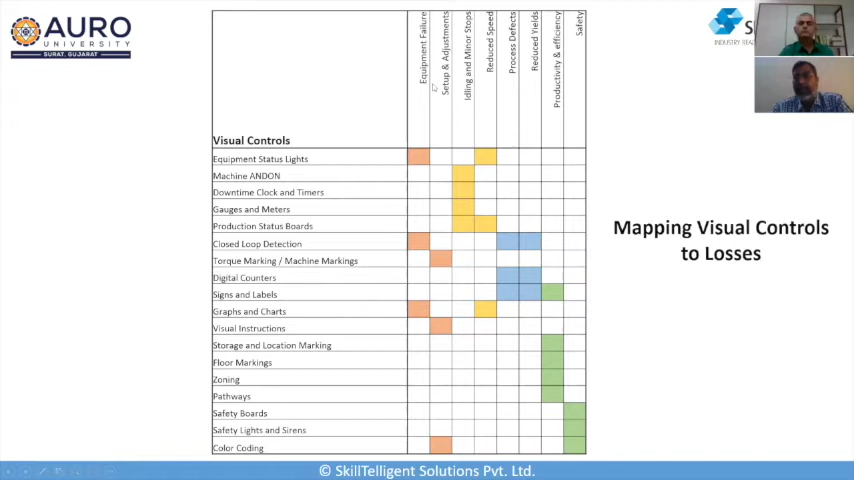 AURO
UNIVERSITY
SURAT, GUJARAT
Equipment Failure
Setup & Adjustments
Idling and Minor Stops
Reduced Speed
Process Defects
Reduced Yields
Productivity & efficiency
Safety
Visual Controls
Equipment Status Lights
Machine ANDON
Downtime Clock and Timers
Gauges and Meters
Production Status Boards
Closed Loop Detection
Torque Marking / Machine Markings
Digital Counters
Signs and Labels
Graphs and Charts
Visual Instructions
Storage and Location Marking
Floor Markings
Zoning
Pathways
Safety Boards
Safety Lights and Sirens
Color Coding
Mapping Visual Controls
to Losses
INDUSTRY
© SkillTelligent Solutions Pvt. Ltd.